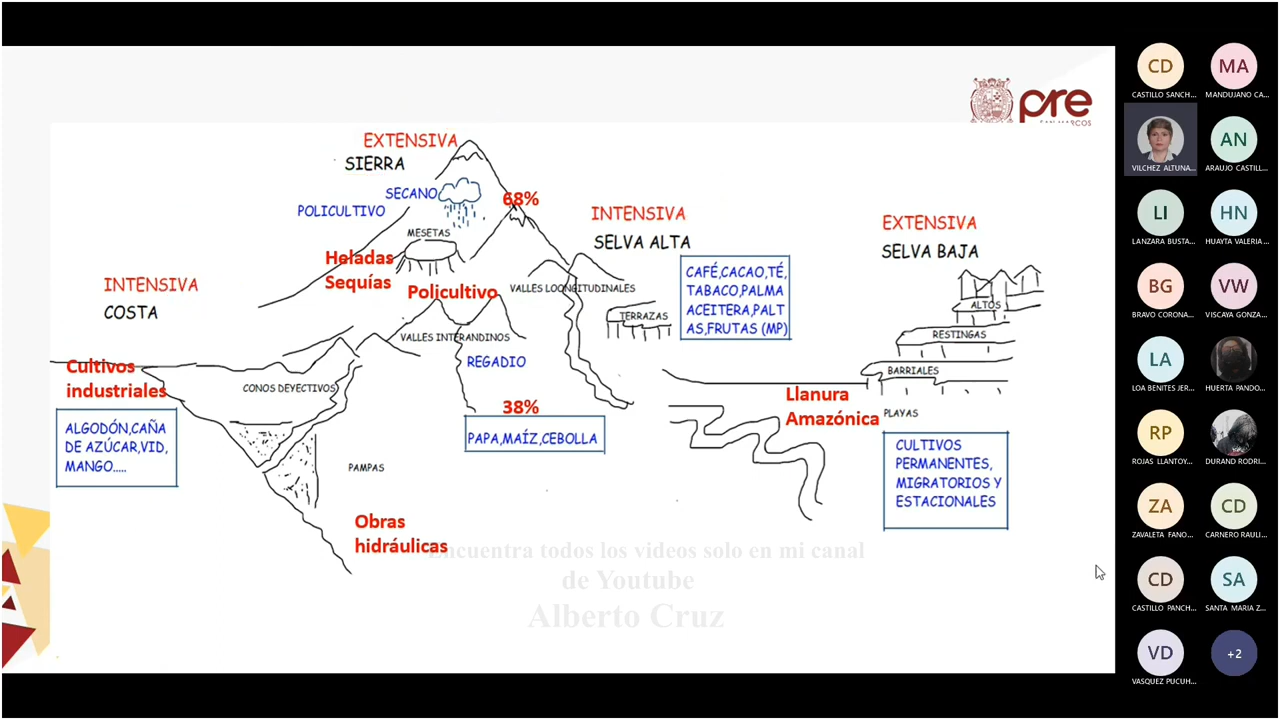 pre
SAN MARCOS
EXTENSIVA
SIERRA
SECANO
POLICULTIVO
68%
MESETAS
Heladas
Sequías
Policultivo
VALLES INTERANDINOS
REGADIO
38%
PAPA,MAÍZ,CEBOLLA
INTENSIVA
COSTA
Cultivos
industriales
CONOS DEYECTIVOS
ALGODÓN,CAÑA
DE AZÚCAR,VID,
MANGO.....
PAMPAS
Obras
hidráulicas
INTENSIVA
SELVA ALTA
VALLES LOONGITUDINALES
TERRAZAS
CAFÉ,CACAO,TÉ,
TABACO,PALMA
ACEITERA,PALT
AS,FRUTAS (MP)
EXTENSIVA
SELVA BAJA
ALTOS
RESTINGAS
BARRIALES
Llanura
Amazónica
PLAYAS
CULTIVOS
PERMANENTES,
MIGRATORIOS Y
ESTACIONALES
Encuentra todos los videos solo en mi canal
de Youtube
Alberto Cruz
CD
CASTILLO SANCH...
MA
MANDUJANO CA...
VILCHEZ ALTUNA...
AN
ARAUJO CASTILL...
LI
LANZARA BUSTA...
HN
HUAYTA VALERIA ...
BG
BRAVO CORONA...
VW
VISCAYA GONZA...
LA
LOA BENITES JER...
HUERTA PANDO...
RP
ROJAS LLANTOY...
DURAND RODRI...
ZA
ZAVALETA FANO...
CD
CARNERO RAULI...
CD
CASTILLO PANCH...
SA
SANTA MARIA Z...
VD
VASQUEZ PUCUH...
+2